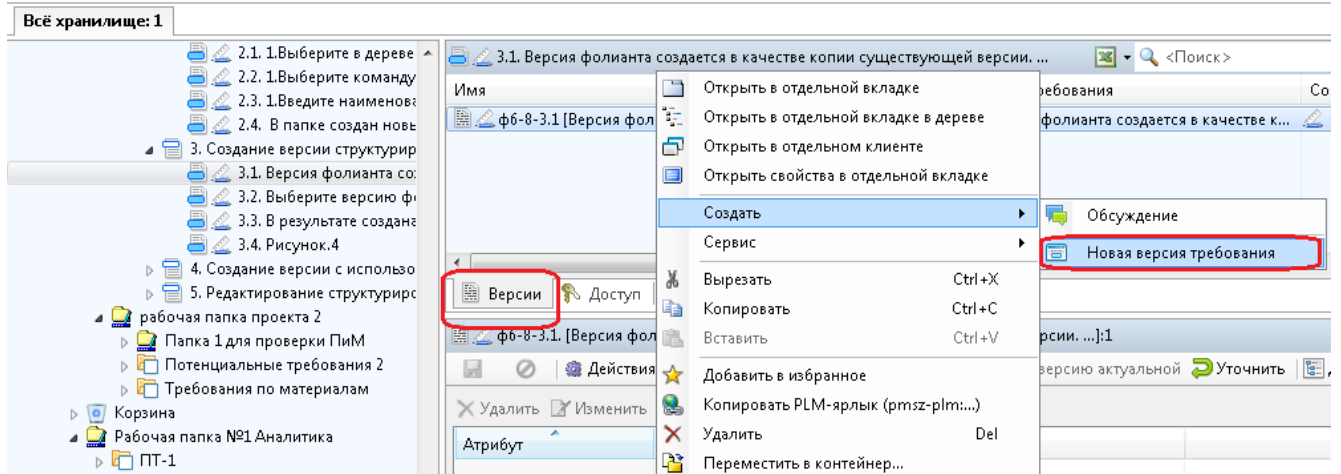 Всё хранилище: 1
2.1. 1.Выберите в дереве
2.2. 1.Выберите команду
2.3. 1.Введите наименова
2.4. В папке создан новь
3. Создание версии структурир
3.1. Версия фолианта соз
3.2. Выберите версию фо
3.3. В результате создана
3.4. Рисунок.4
4. Создание версии с использо
5. Редактирование структуриро
рабочая папка проекта 2
Папка 1 для проверки ПиМ
Потенциальные требования 2
Требования по материалам
Корзина
Рабочая папка №1 Аналитика
ПТ-1
3.1. Версия фолианта создается в качестве копии существующей версии. ...
<Поиск>
Имя
ребования
Со
ф6-8-3.1 [Версия фол
фолианта создается в качестве к...
Открыть в отдельной вкладке
Открыть в отдельной вкладке в дереве
Открыть в отдельном клиенте
Открыть свойства в отдельной вкладке
Создать
Сервис
Вырезать Ctrl+X
Копировать Ctrl+C
Вставить Ctrl+V
Добавить в избранное
Копировать PLM-ярлык (pmsz-plm:...)
Удалить Del
Переместить в контейнер...
Обсуждение
Новая версия требования
Версии
Доступ
ф6-8-3.1. [Версия фол
рсии. ...]:1
Действия
версию актуальной
Уточнить
Удалить
Изменить
Атрибут